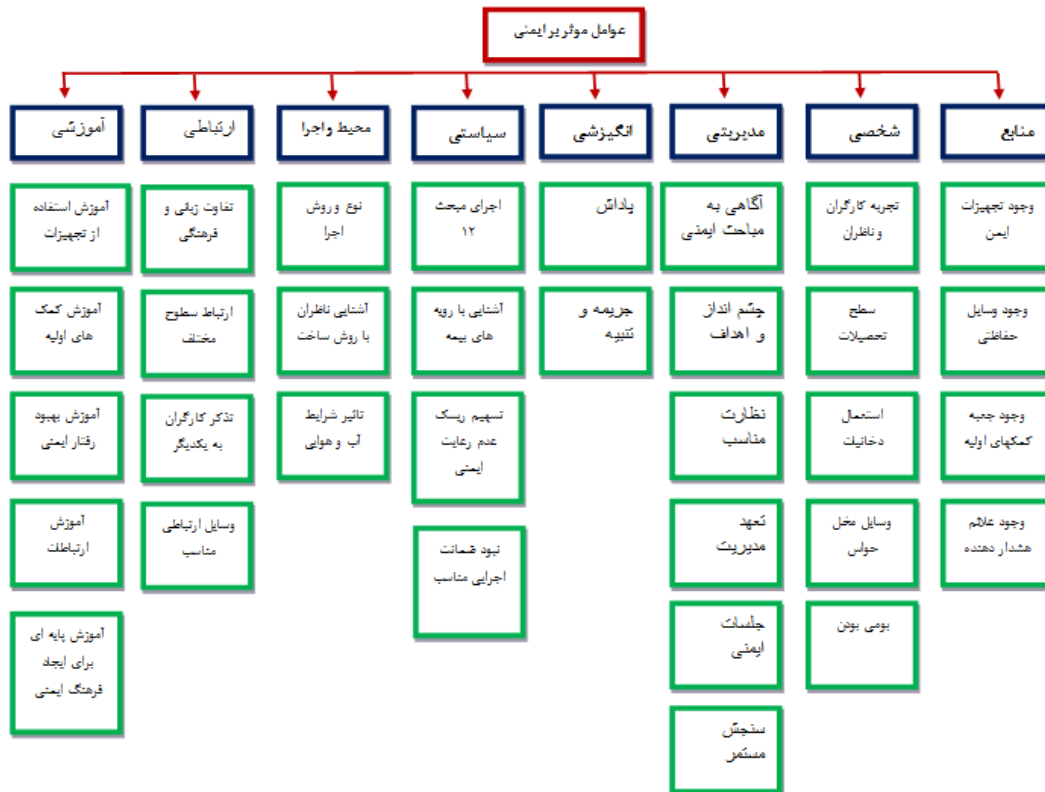 عوامل موثر بر ایمنی
منابع
شخصی
مدیریتی
انگیزشی
سیاستی
محیط واجرا
ارتباطی
آموزشی
وجود تجهیزات
ایمن
وجود وسایل
حفاظتی
وجود جعبه
کمکهای اولیه
وجود علائم
هشدار دهنده
تجربه کارگران
و ناظران
سطح
تحصیلات
استعمال
دخانیات
وسایل مخل
حواس
بومی بودن
آگاهی به
مباحث ایمنی
چشم انداز
و اهداف
نظارت
مناسب
تعهد
مدیریت
جلسات
ایمنی
سنجش
مستمر
پاداش
جریمه و
تنبیه
اجرای مبحث
۱۲
آشنایی با رویه
های بیمه
تسهیم ریسک
عدم رعایت
ایمنی
نبود ضمانت
اجرایی مناسب
نوع و روش
اجرا
آشنایی ناظران
با روش ساخت
تاثیر شرایط
آب و هوایی
تفاوت زبانی و
فرهنگی
ارتباط سطوح
مختلف
تذکر کارگران
به یکدیگر
وسایل ارتباطی
مناسب
آموزش استفاده
از تجهیزات
آموزش کمک
های اولیه
آموزش بهبود
رفتار ایمنی
آموزش
ارتباطات
آموزش پایه ای
برای ایجاد
فرهنگ ایمنی